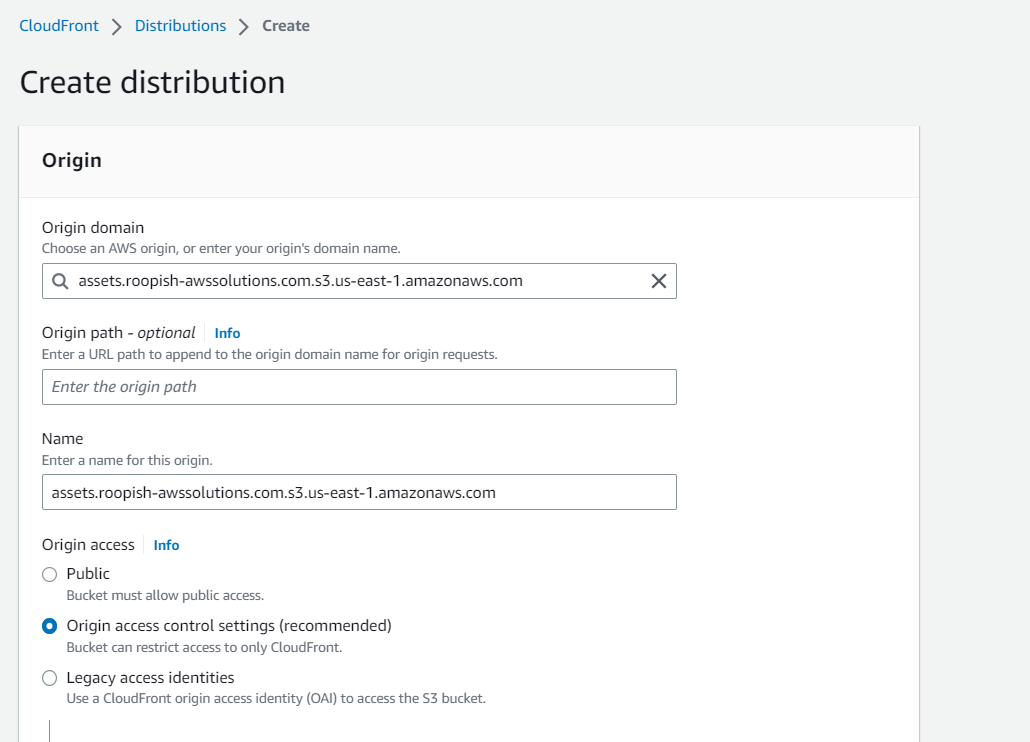 CloudFront > Distributions > Create
Create distribution
Origin
Origin domain
Choose an AWS origin, or enter your origin's domain name.
assets.roopish-awssolutions.com.s3.us-east-1.amazonaws.com
Origin path - optional Info
Enter a URL path to append to the origin domain name for origin requests.
Enter the origin path
Name
Enter a name for this origin.
assets.roopish-awssolutions.com.s3.us-east-1.amazonaws.com
Origin access Info
Public
Bucket must allow public access.
Origin access control settings (recommended)
Bucket can restrict access to only CloudFront.
Legacy access identities
Use a CloudFront origin access identity (OAI) to access the S3 bucket.